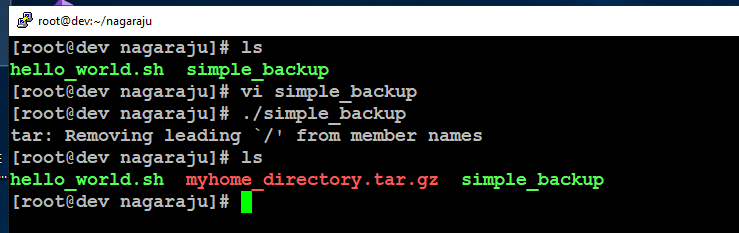 root@dev:~/nagaraju
[root@dev nagaraju]# ls
hello_world.sh  simple_backup
[root@dev nagaraju]# vi simple_backup
[root@dev nagaraju]# ./simple_backup
tar: Removing leading `/' from member names
[root@dev nagaraju]# ls
hello_world.sh  myhome_directory.tar.gz  simple_backup
[root@dev nagaraju]#